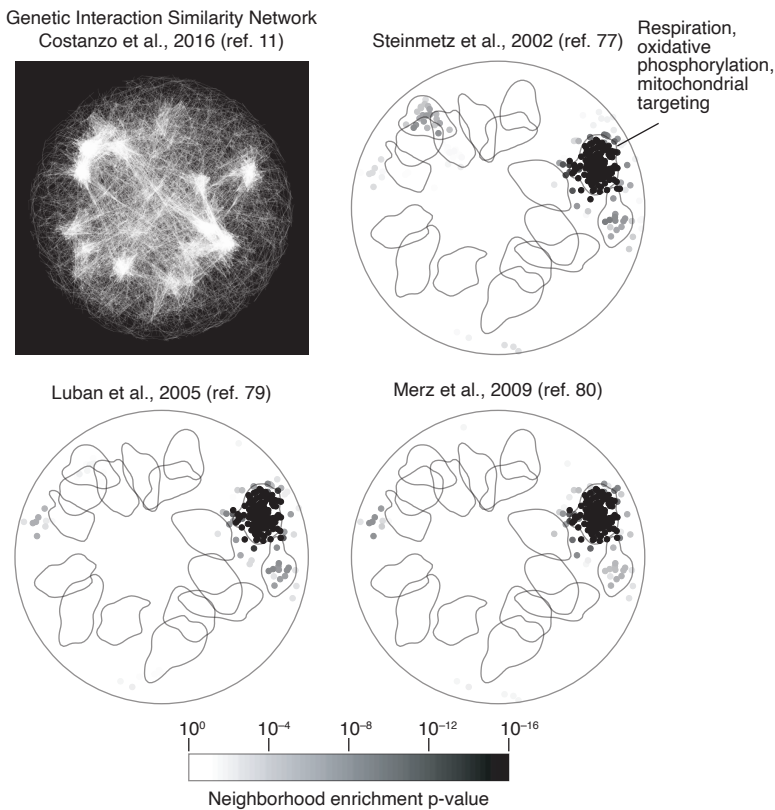 Genetic Interaction Similarity Network
Costanzo et al., 2016 (ref. 11)
Steinmetz et al., 2002 (ref. 77)
Respiration,
oxidative
phosphorylation,
mitochondrial
targeting
Luban et al., 2005 (ref. 79)
Merz et al., 2009 (ref. 80)
10⁰ 10⁻⁴ 10⁻⁸ 10⁻¹² 10⁻¹⁶
Neighborhood enrichment p-value